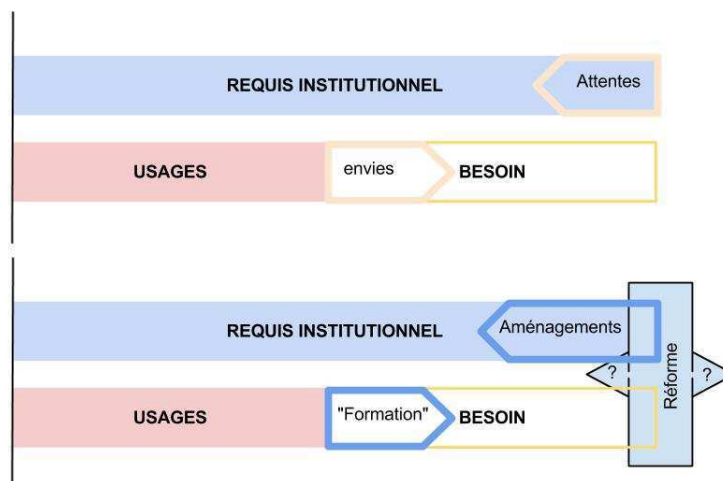 REQUIS INSTITUTIONNEL
Attentes
USAGES
envies
BESOIN
REQUIS INSTITUTIONNEL
Aménagements
?
Réforme
?
USAGES
"Formation"
BESOIN